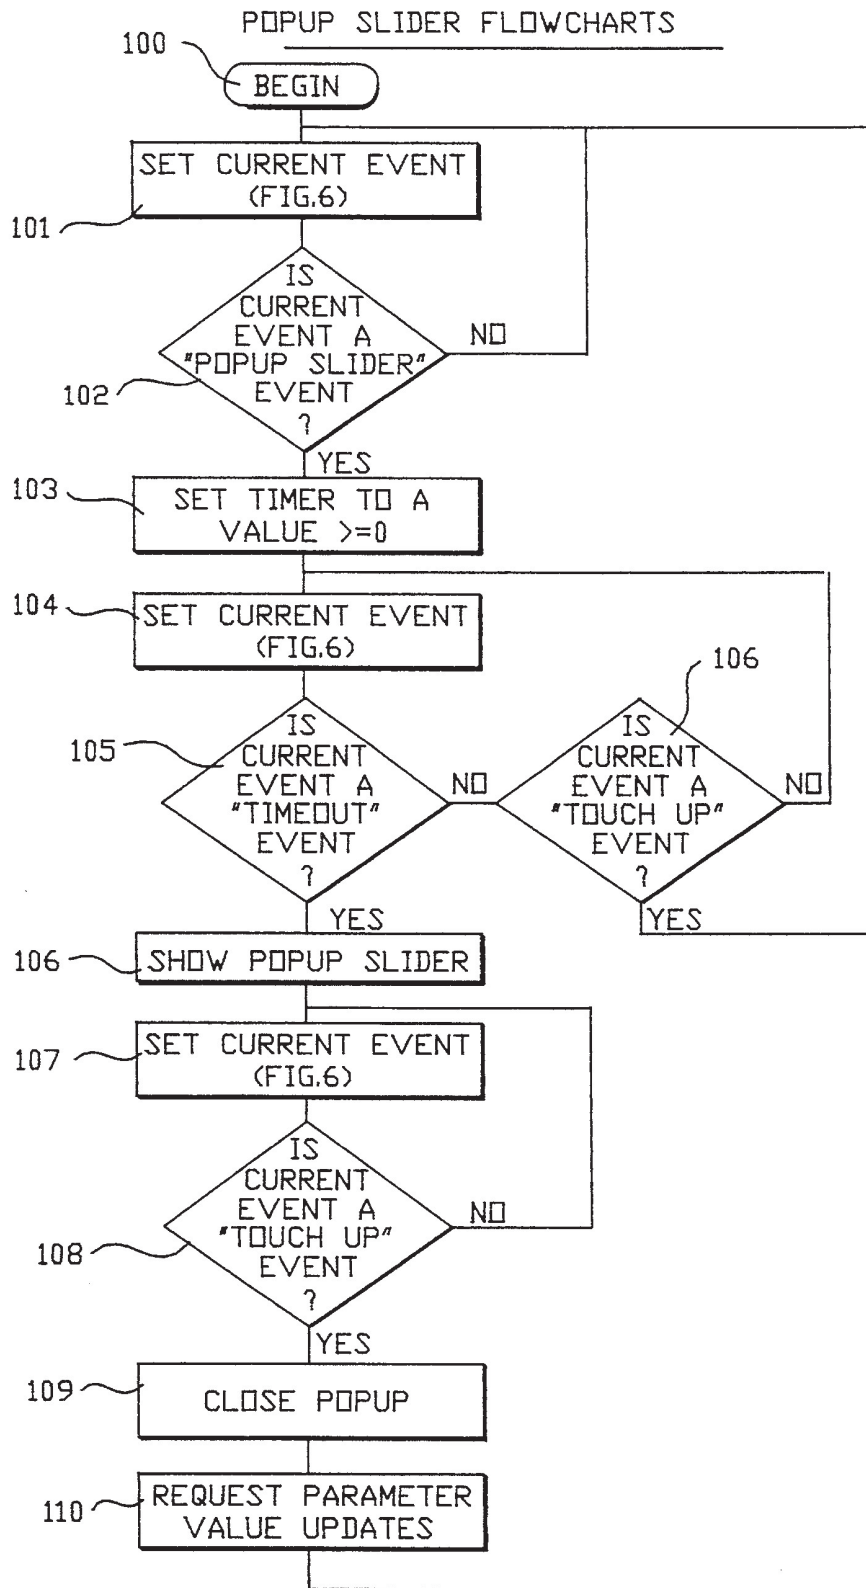 POPUP SLIDER FLOWCHARTS
100
BEGIN
SET CURRENT EVENT
(FIG.6)
101
IS
CURRENT
EVENT A
"POPUP SLIDER"
EVENT
?
NO
102
YES
103
SET TIMER TO A
VALUE >=0
104
SET CURRENT EVENT
(FIG.6)
105
IS
CURRENT
EVENT A
"TIMEOUT"
EVENT
?
NO
106
IS
CURRENT
EVENT A
"TOUCH UP"
EVENT
?
NO
YES
YES
106
SHOW POPUP SLIDER
107
SET CURRENT EVENT
(FIG.6)
IS
CURRENT
EVENT A
"TOUCH UP"
EVENT
?
NO
108
YES
109
CLOSE POPUP
110
REQUEST PARAMETER
VALUE UPDATES